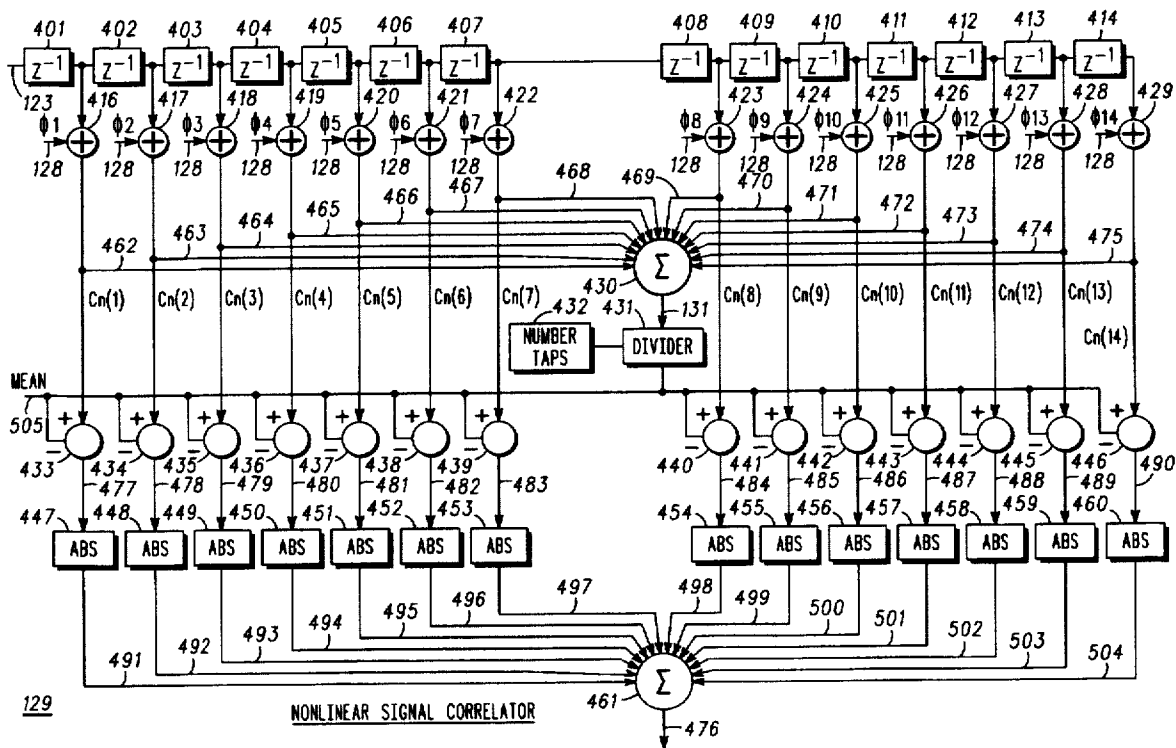 401 402 403 404 405 406 407 408 409 410 411 412 413 414
z⁻¹ z⁻¹ z⁻¹ z⁻¹ z⁻¹ z⁻¹ z⁻¹ z⁻¹ z⁻¹ z⁻¹ z⁻¹ z⁻¹ z⁻¹ z⁻¹
123 416 417 418 419 420 421 422 423 424 425 426 427 428 429
ϕ1 ϕ2 ϕ3 ϕ4 ϕ5 ϕ6 ϕ7 ϕ8 ϕ9 ϕ10 ϕ11 ϕ12 ϕ13 ϕ14
+ + + + + + + + + + + + + +
128 128 128 128 128 128 128 128 128 128 128 128 128 128
462 463 464 465 466 467 468 469 470 471 472 473 474 475
Σ
430
Cn(1) Cn(2) Cn(3) Cn(4) Cn(5) Cn(6) Cn(7) Cn(8) Cn(9) Cn(10) Cn(11) Cn(12) Cn(13)
Cn(14)
432 431 131
NUMBER TAPS
DIVIDER
MEAN
505
+ + + + + + + + + + + + + +
− − − − − − − − − − − − − −
433 434 435 436 437 438 439 440 441 442 443 444 445 446
477 478 479 480 481 482 483 484 485 486 487 488 489 490
447 448 449 450 451 452 453 454 455 456 457 458 459 460
ABS ABS ABS ABS ABS ABS ABS ABS ABS ABS ABS ABS ABS ABS
491 492 493 494 495 496 497 498 499 500 501 502 503 504
Σ
461
476
129
NONLINEAR SIGNAL CORRELATOR